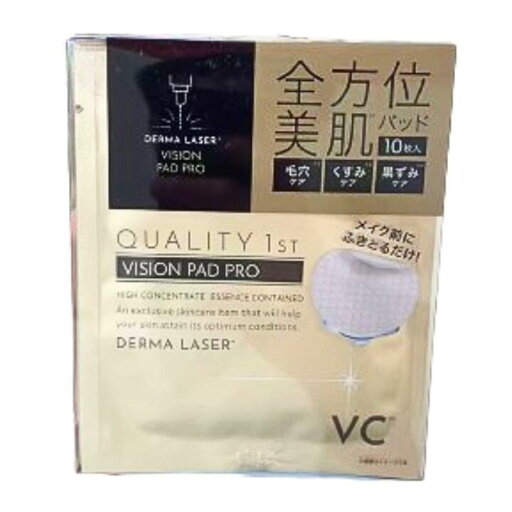 DERMA LASER
VISION
PAD PRO
全方位
美肌
パッド
10枚入
毛穴
ケア
くすみ
ケア
黒ずみ
ケア
QUALITY 1ST
VISION PAD PRO
HIGH CONCENTRATE ESSENCE CONTAINED
An exclusive skincare item that will help
your skin attain its optimum conditions.
DERMA LASER
メイク前に
ふきとるだけ!
VC